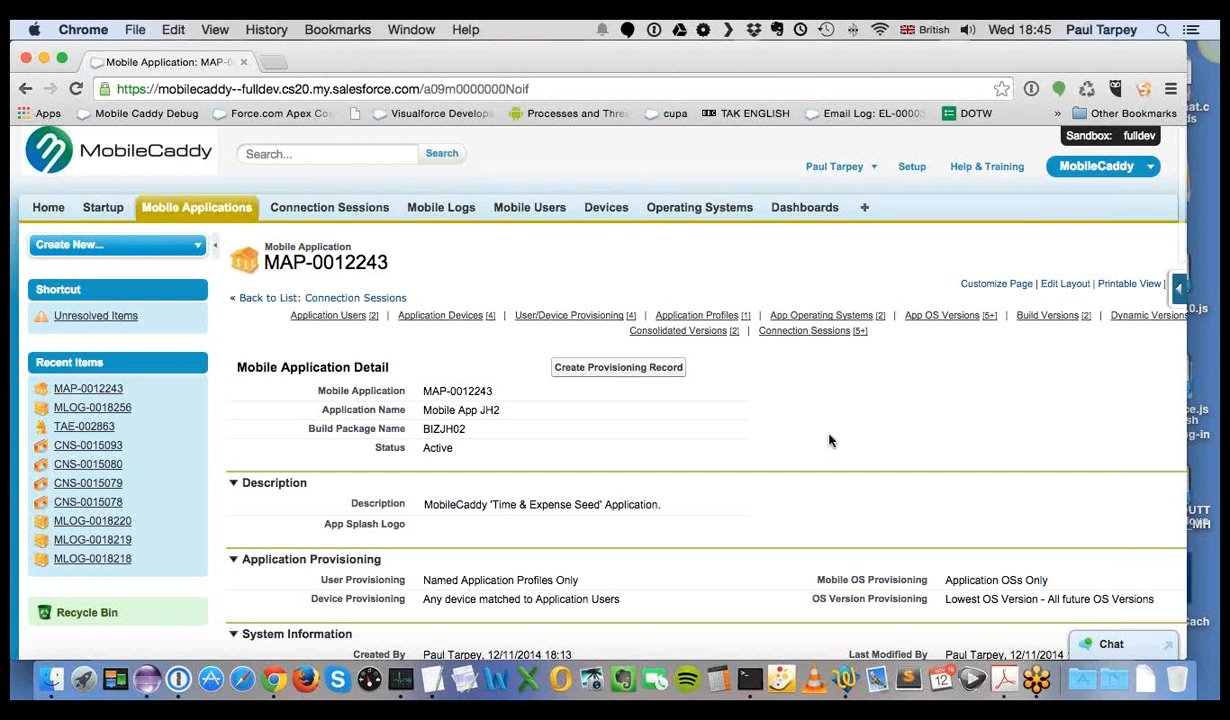 Chrome File Edit View History Bookmarks Window Help British Wed 18:45 Paul Tarpey
Mobile Application: MAP-0
https://mobilecaddy--fulldev.cs20.my.salesforce.com/a09m0000000Noif
Apps Mobile Caddy Debug Force.com Apex Co Visualforce Develop Processes and Thre cupa TAK ENGLISH Email Log: EL-0000 DOTW » Other Bookmarks
Sandbox: fulldev
MobileCaddy Search... Search
Paul Tarpey Setup Help & Training MobileCaddy
Home Startup Mobile Applications Connection Sessions Mobile Logs Mobile Users Devices Operating Systems Dashboards +
Create New...
Shortcut
Unresolved Items
Recent Items
MAP-0012243
MLOG-0018256
TAE-002863
CNS-0015093
CNS-0015080
CNS-0015079
CNS-0015078
MLOG-0018220
MLOG-0018219
MLOG-0018218
Recycle Bin
Mobile Application
MAP-0012243
Customize Page | Edit Layout | Printable View |
« Back to List: Connection Sessions
Application Users [2] | Application Devices [4] | User/Device Provisioning [4] | Application Profiles [1] | App Operating Systems [2] | App OS Versions [5+] | Build Versions [2] | Dynamic Versions
Consolidated Versions [2] | Connection Sessions [5+]
Mobile Application Detail Create Provisioning Record
Mobile Application MAP-0012243
Application Name Mobile App JH2
Build Package Name BIZJH02
Status Active
Description
Description MobileCaddy 'Time & Expense Seed' Application.
App Splash Logo
Application Provisioning
User Provisioning Named Application Profiles Only Mobile OS Provisioning Application OSs Only
Device Provisioning Any device matched to Application Users OS Version Provisioning Lowest OS Version - All future OS Versions
System Information
Created By Paul Tarpey, 12/11/2014 18:13 Last Modified By Paul Tarpey, 12/11/2014
Chat